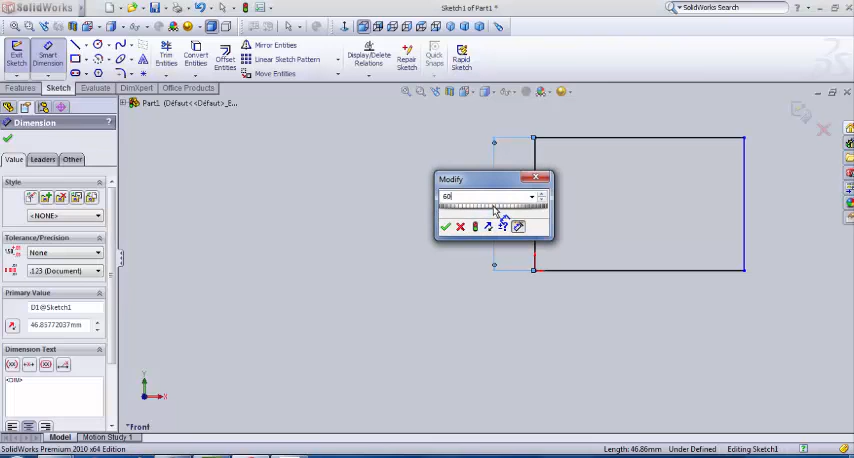 SolidWorks
Sketch1 of Part1 *
SolidWorks Search
Exit Sketch
Smart Dimension
Trim Entities
Convert Entities
Offset Entities
Mirror Entities
Linear Sketch Pattern
Move Entities
Display/Delete Relations
Repair Sketch
Quick Snaps
Rapid Sketch
Features
Sketch
Evaluate
DimXpert
Office Products
Part1 (Défaut<<Défaut>_E...
Dimension
?
Value
Leaders
Other
Style
<NONE>
Tolerance/Precision
None
.123 (Document)
Primary Value
D1@Sketch1
46.85772037mm
Dimension Text
<DIM>
Modify
60
Y
X
*Front
Model
Motion Study 1
SolidWorks Premium 2010 x64 Edition
Length: 46.86mm
Under Defined
Editing Sketch1